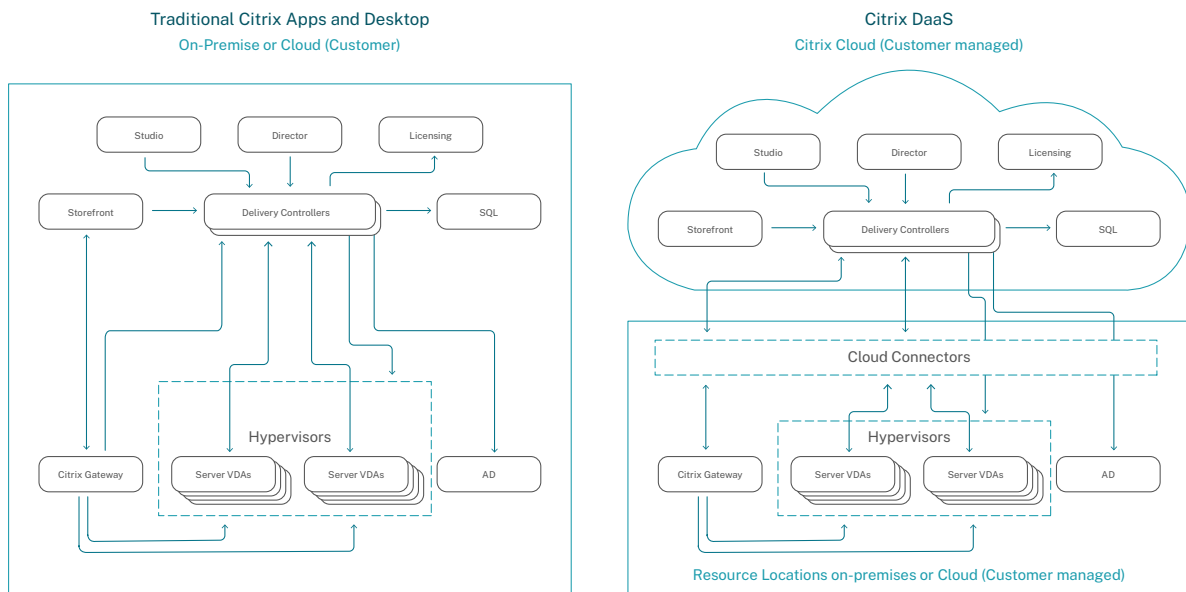 Traditional Citrix Apps and Desktop
On-Premise or Cloud (Customer)
Studio
Director
Licensing
Storefront
Delivery Controllers
SQL
Hypervisors
Citrix Gateway
Server VDAs
Server VDAs
AD
Citrix DaaS
Citrix Cloud (Customer managed)
Studio
Director
Licensing
Storefront
Delivery Controllers
SQL
Cloud Connectors
Hypervisors
Citrix Gateway
Server VDAs
Server VDAs
AD
Resource Locations on-premises or Cloud (Customer managed)